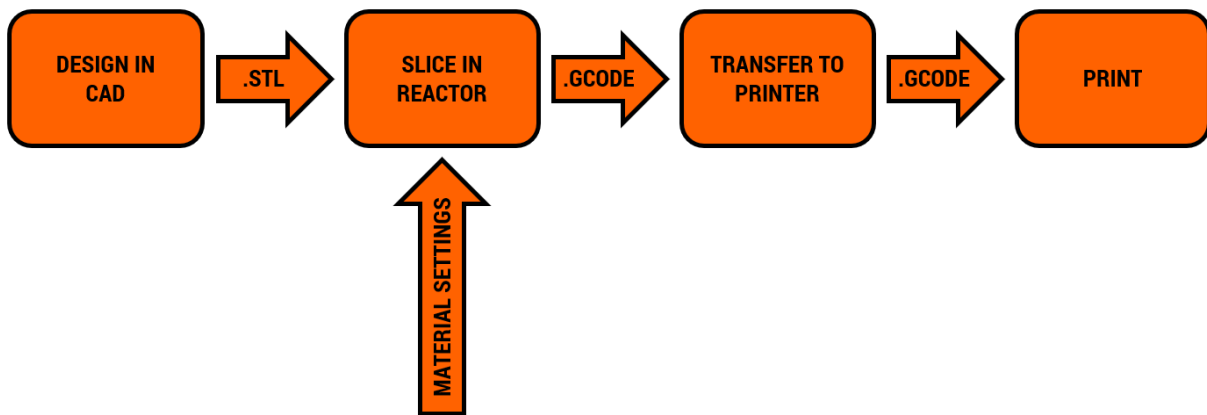 DESIGN IN
CAD
.STL
SLICE IN
REACTOR
.GCODE
TRANSFER TO
PRINTER
.GCODE
PRINT
MATERIAL SETTINGS